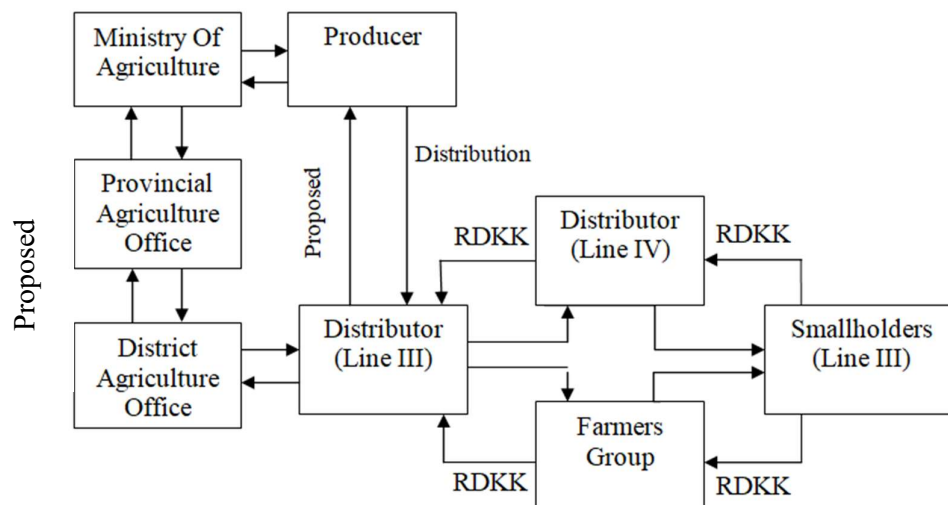 Ministry Of
Agriculture
Producer
Distribution
Proposed
Provincial
Agriculture
Office
Proposed
RDKK
Distributor
(Line IV)
RDKK
District
Agriculture
Office
Distributor
(Line III)
Smallholders
(Line III)
Farmers
Group
RDKK
RDKK